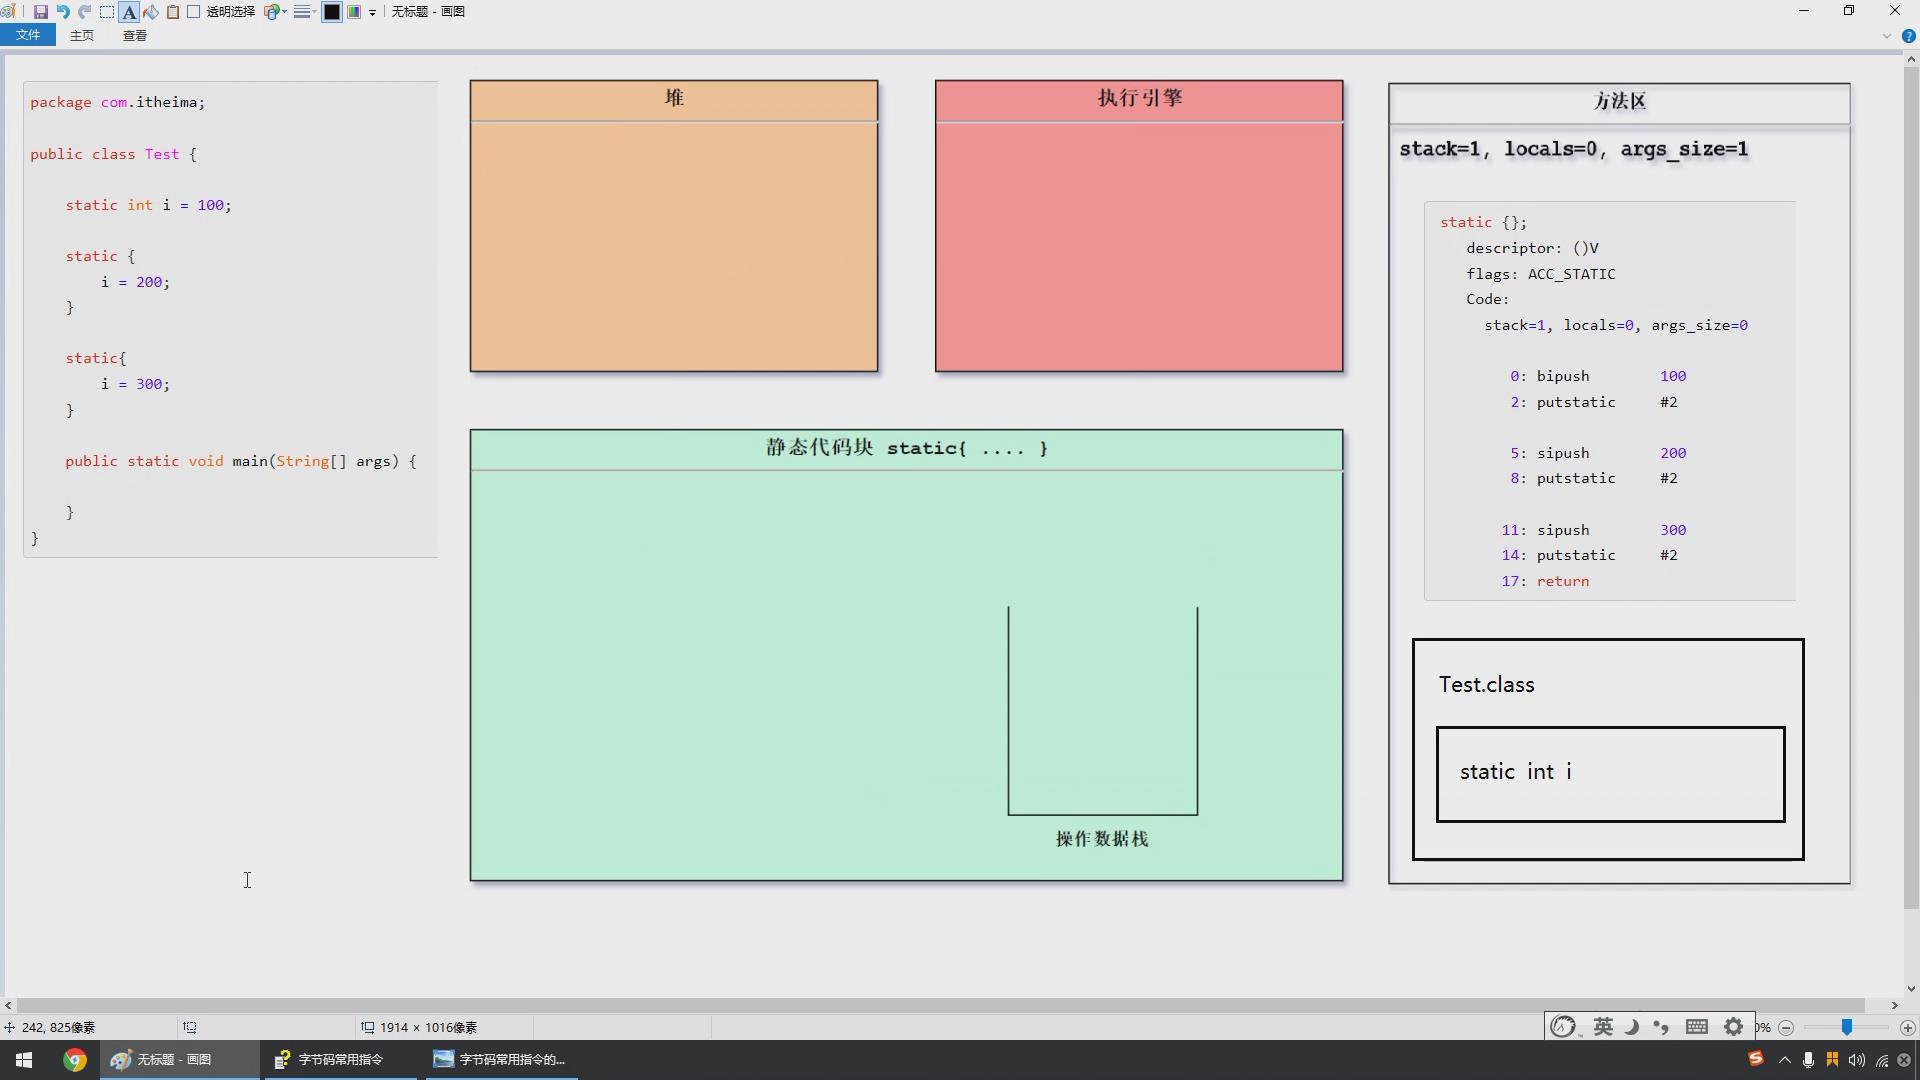 透明选择
无标题 - 画图
文件 主页 查看
package com.itheima;
public class Test {
static int i = 100;
static {
i = 200;
}
static{
i = 300;
}
public static void main(String[] args) {
}
}
堆
执行引擎
静态代码块 static{ .... }
操作数据栈
方法区
stack=1, locals=0, args_size=1
static {};
descriptor: ()V
flags: ACC_STATIC
Code:
stack=1, locals=0, args_size=0
0: bipush 100
2: putstatic #2
5: sipush 200
8: putstatic #2
11: sipush 300
14: putstatic #2
17: return
Test.class
static int i
242, 825像素
1914 × 1016像素
英
0%
无标题 - 画图
字节码常用指令
字节码常用指令的...